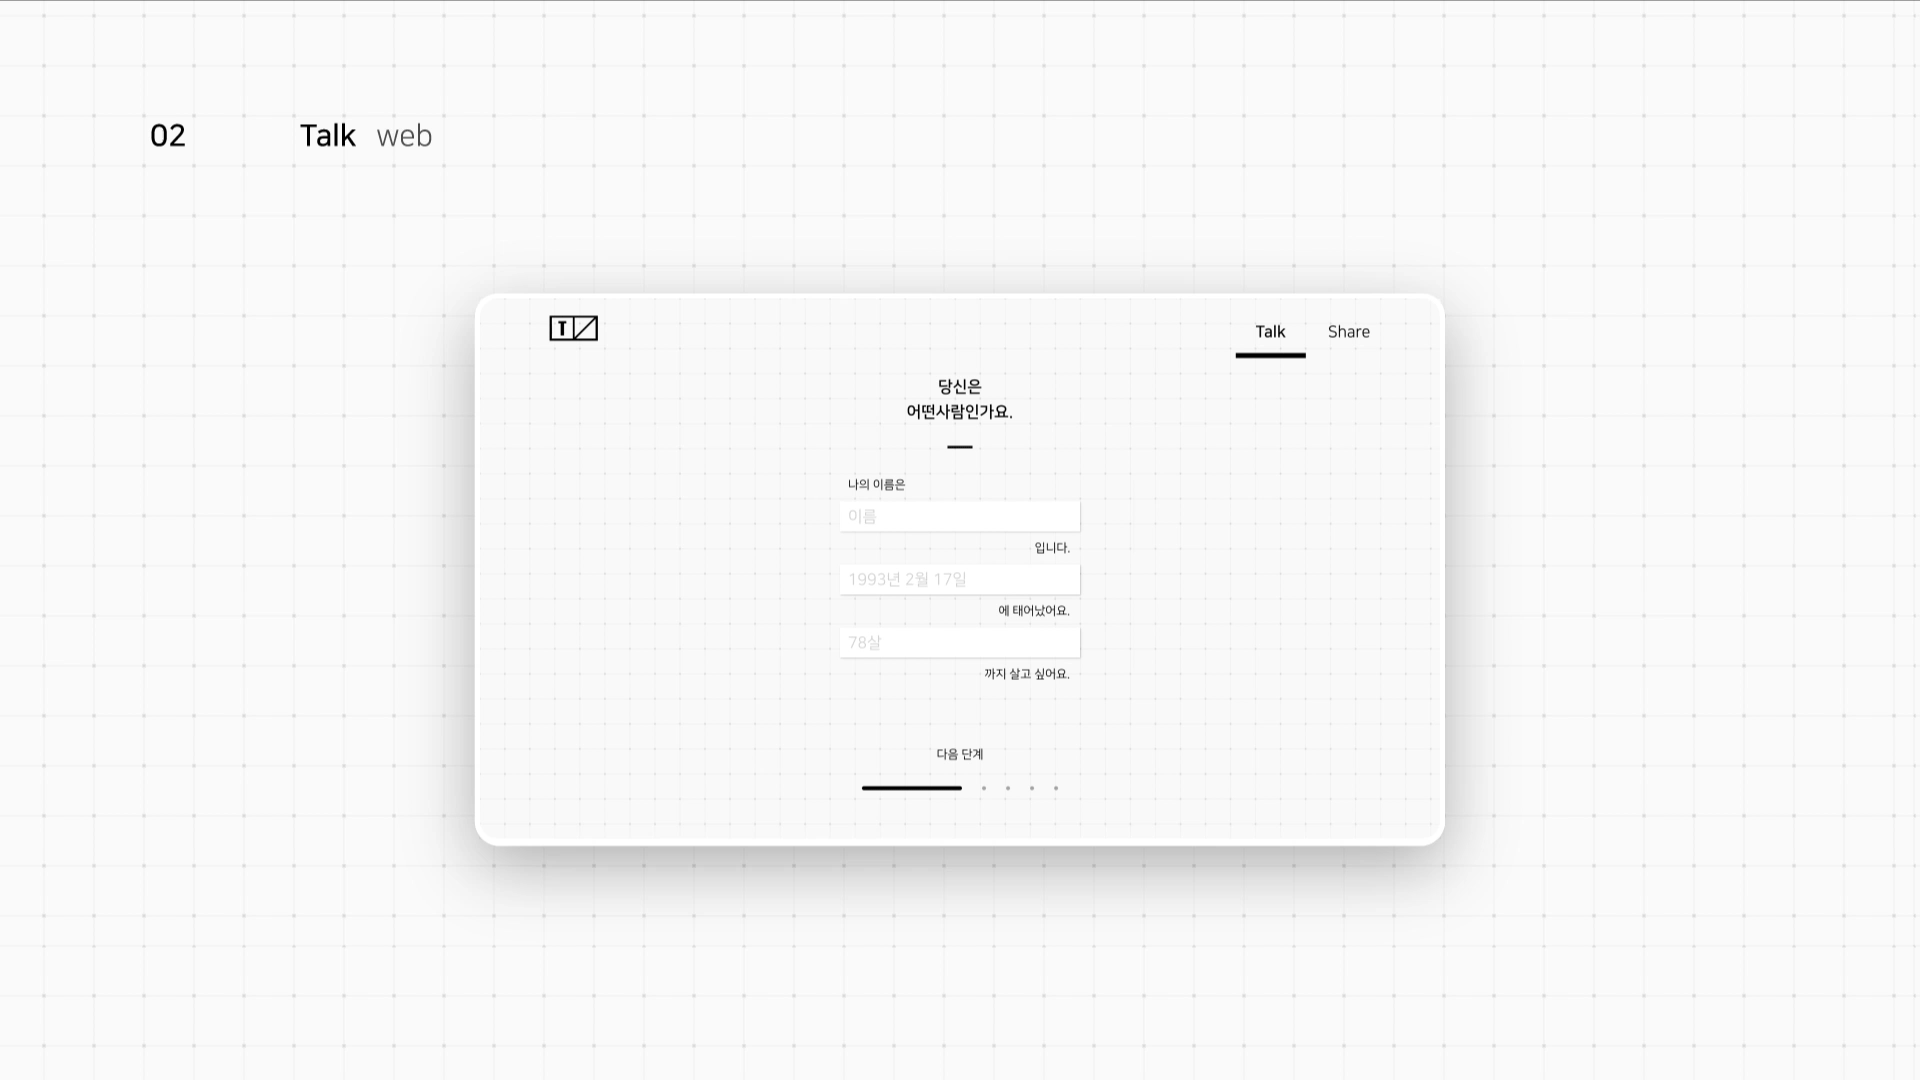 02 Talk web
T
Talk Share
당신은
어떤사람인가요.
나의 이름은
이름
입니다.
1993년 2월 17일
에 태어났어요.
78살
까지 살고 싶어요.
다음 단계